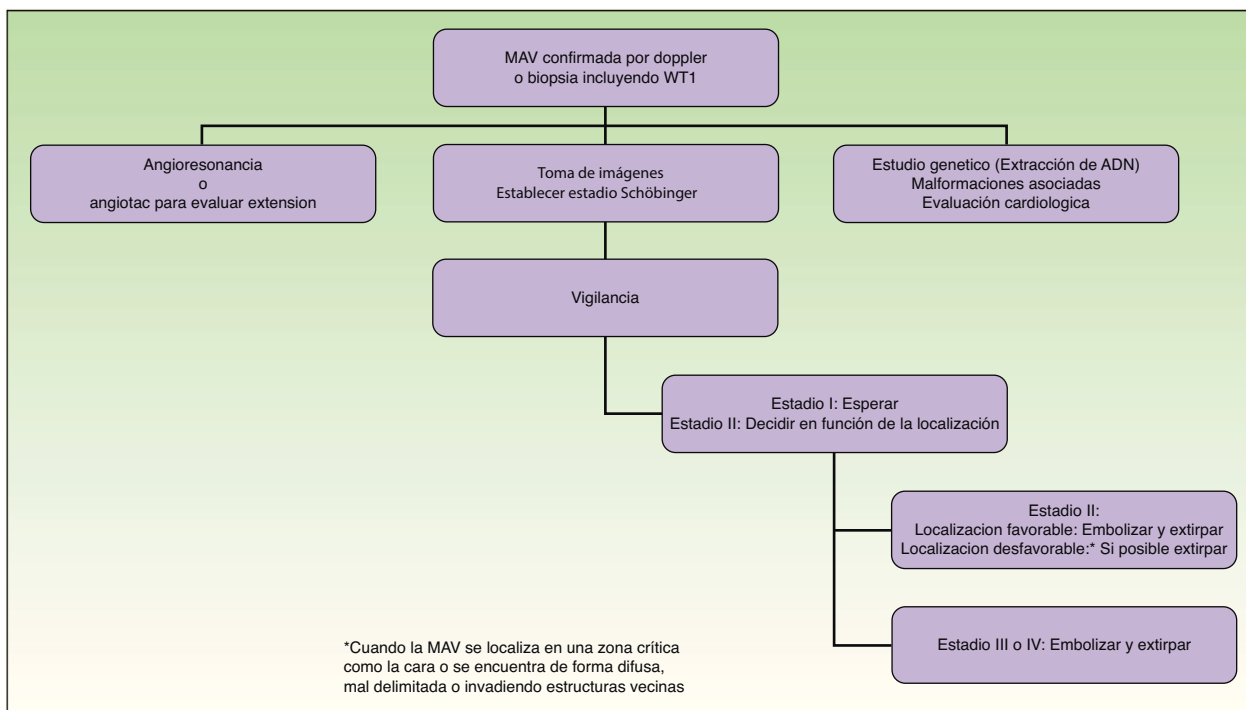 MAV confirmada por doppler
o biopsia incluyendo WT1
Angioresonancia
o
angiotac para evaluar extension
Toma de imágenes
Establecer estadio Schöbinger
Estudio genetico (Extracción de ADN)
Malformaciones asociadas
Evaluación cardiologica
Vigilancia
Estadio I: Esperar
Estadio II: Decidir en función de la localización
Estadio II:
Localizacion favorable: Embolizar y extirpar
Localizacion desfavorable:* Si posible extirpar
Estadio III o IV: Embolizar y extirpar
*Cuando la MAV se localiza en una zona crítica
como la cara o se encuentra de forma difusa,
mal delimitada o invadiendo estructuras vecinas